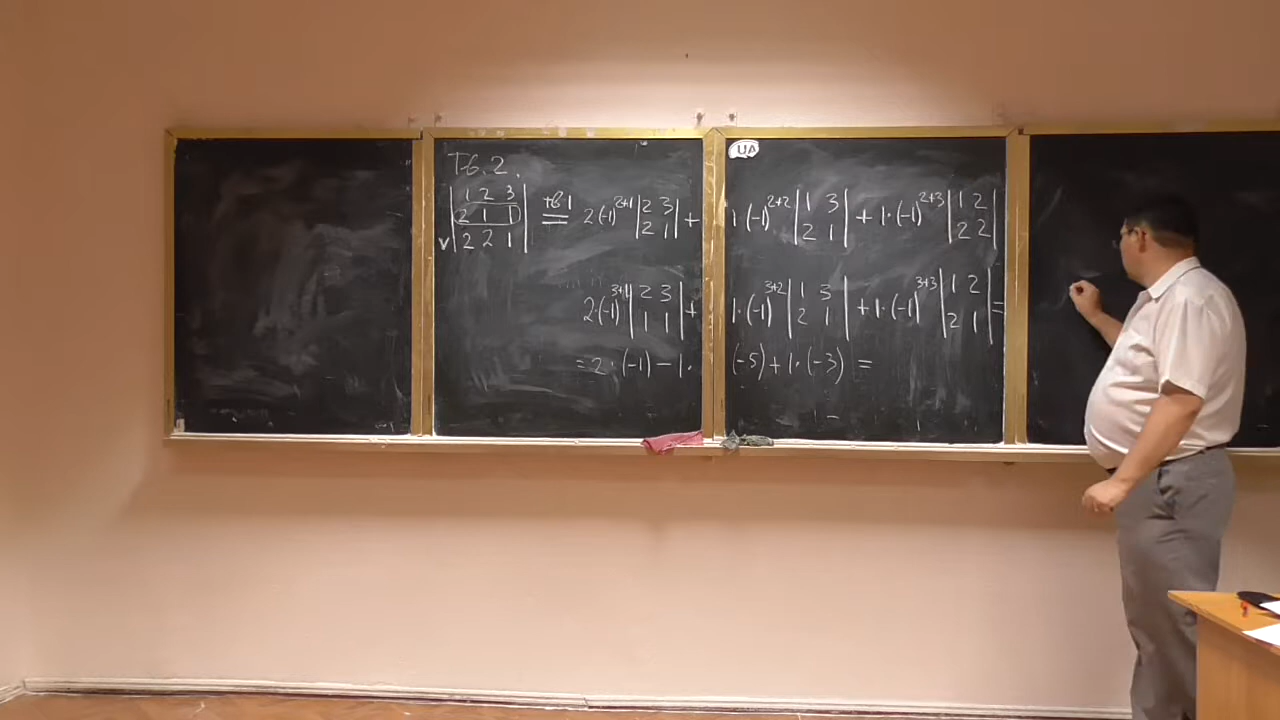 Тв. 2.
| 1 2 3 |
| 2 1 1 | тв 1 = 2·(-1)^{2+1} | 2 3 | + 1·(-1)^{2+2} | 1 3 | + 1·(-1)^{2+3} | 1 2 |
v | 2 2 1 | | 2 1 | | 2 1 | | 2 2 |
2·(-1)^{3+1} | 2 3 | + 1·(-1)^{3+2} | 1 3 | + 1·(-1)^{3+3} | 1 2 | =
| 1 1 | | 2 1 | | 2 1 |
= 2·(-1) - 1·(-5) + 1·(-3) =
UA